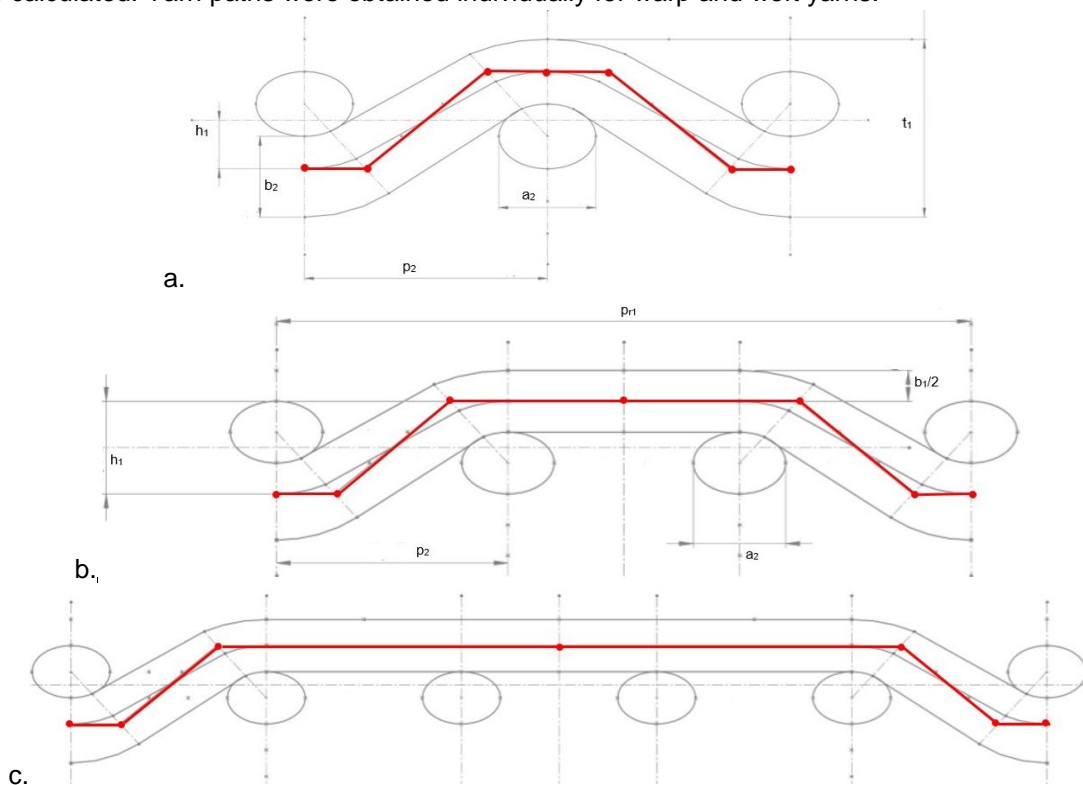 calculated. Yarn paths were obtained individually for warp and weft yarns.
h₁
b₂
a₂
t₁
p₂
a.
pᵣ₁
b₁/2
h₁
p₂
a₂
b.
c.